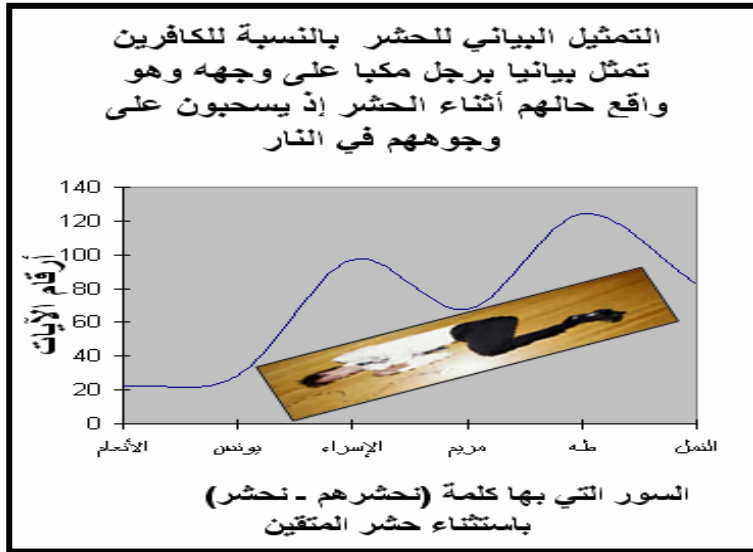 التمثيل البياني للحشر بالنسبة للكافرين
تمثل بيانيا برجل مكبا على وجهه وهو
واقع حالهم أثناء الحشر إذ يسحبون على
وجوههم في النار
أرقام الآيات
140
120
100
80
60
40
20
0
الأنعام
يونس
الإسراء
مريم
طه
النمل
السور التي بها كلمة (نحشرهم - نحشر)
باستثناء حشر المتقين